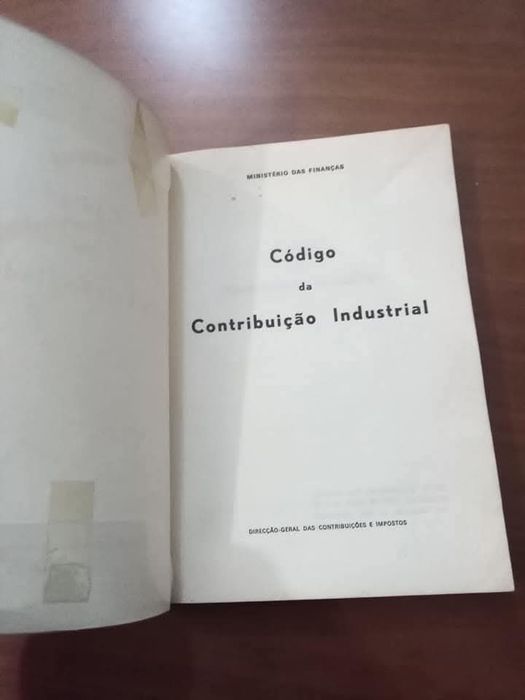 MINISTÉRIO DAS FINANÇAS
Código
da
Contribuição Industrial
DIRECÇÃO-GERAL DAS CONTRIBUIÇÕES E IMPOSTOS